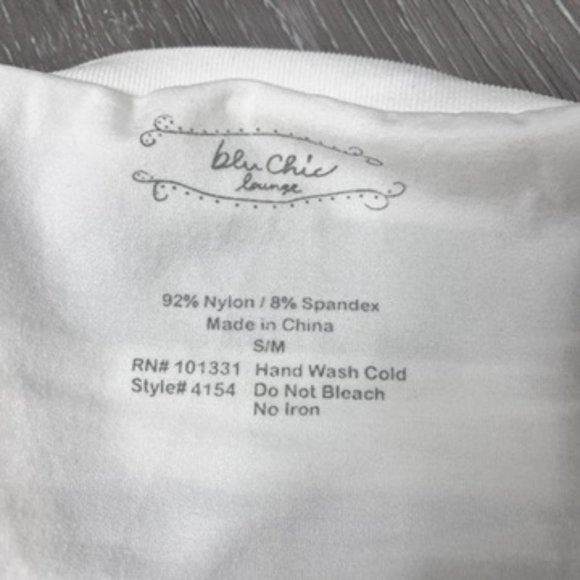 blu Chic
lounge
92% Nylon / 8% Spandex
Made in China
S/M
RN# 101331 Hand Wash Cold
Style# 4154 Do Not Bleach
No Iron